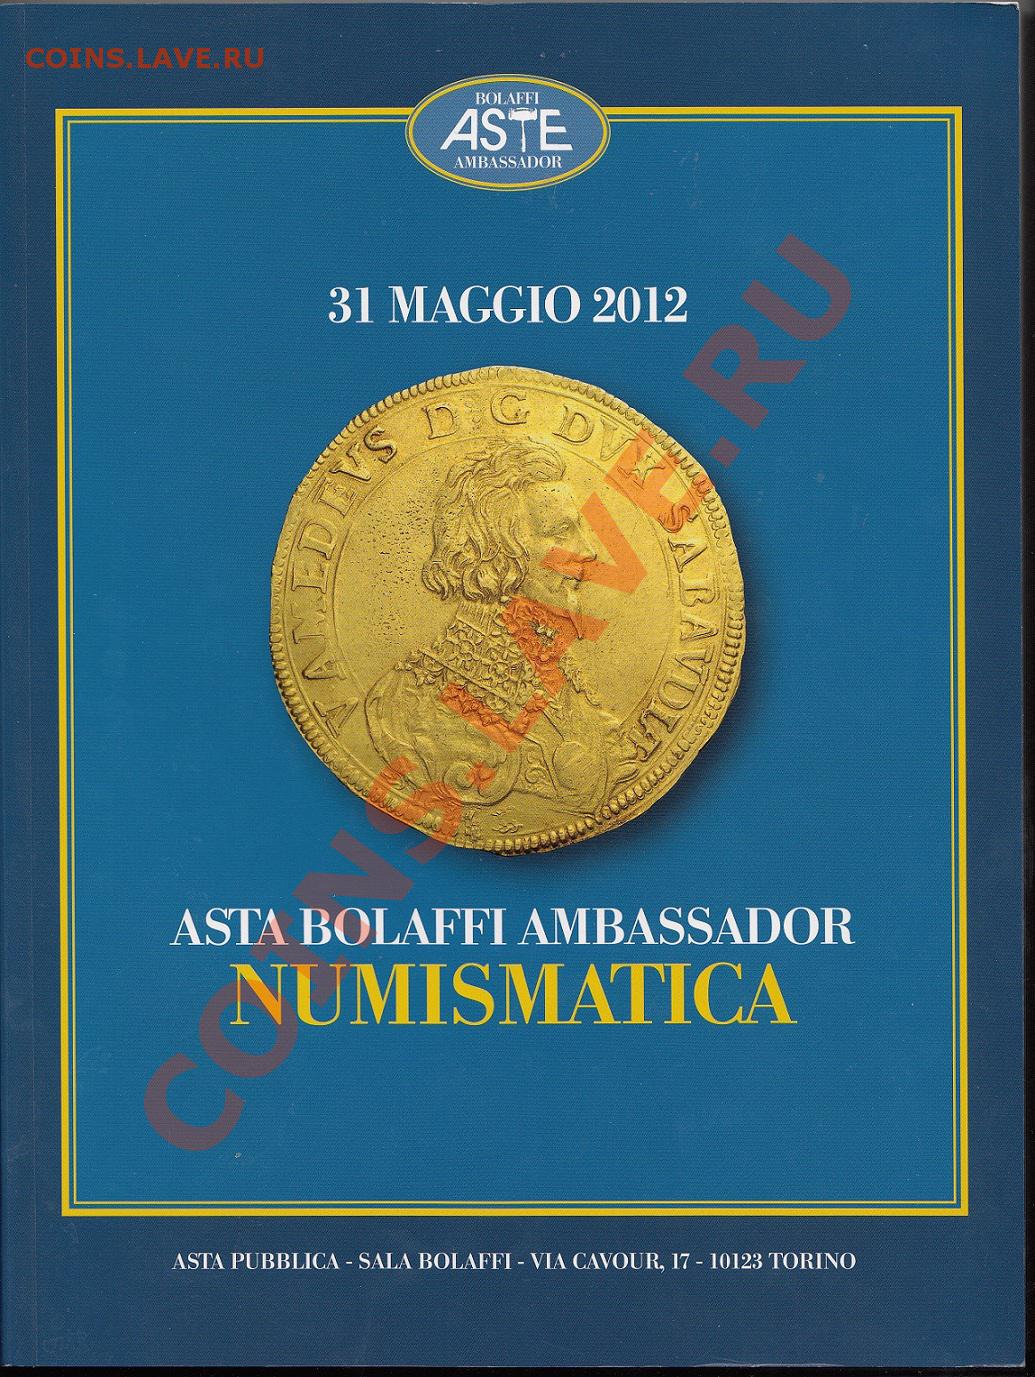 COINS.LAVE.RU
BOLAFFI
ASTE
AMBASSADOR
31 MAGGIO 2012
V AMEDEVS D:G DVX SABAVDIÆ
COINS.LAVE.RU
ASTA BOLAFFI AMBASSADOR
NUMISMATICA
ASTA PUBBLICA - SALA BOLAFFI - VIA CAVOUR, 17 - 10123 TORINO